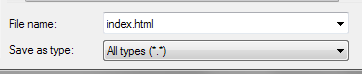 File name: index.html
Save as type: All types (*.*)